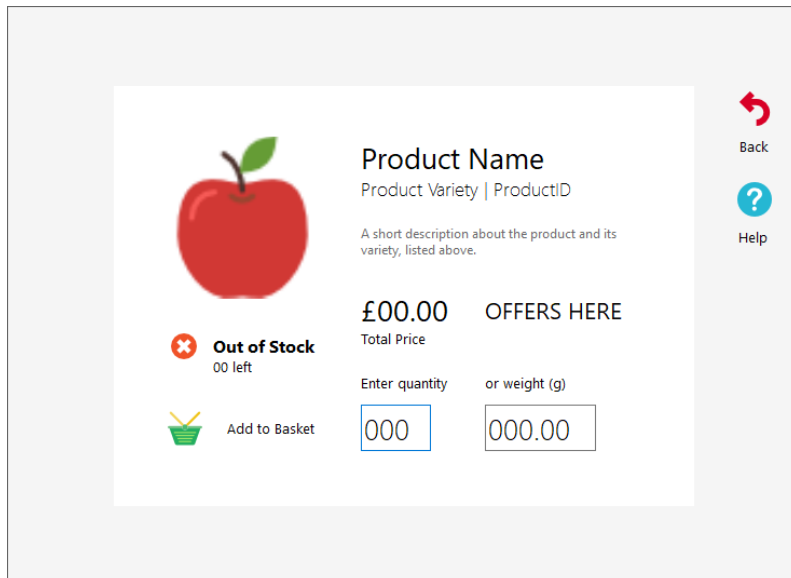 Product Name
Product Variety | ProductID
A short description about the product and its
variety, listed above.
£00.00
OFFERS HERE
Total Price
Out of Stock
00 left
Enter quantity
or weight (g)
000
000.00
Add to Basket
Back
Help